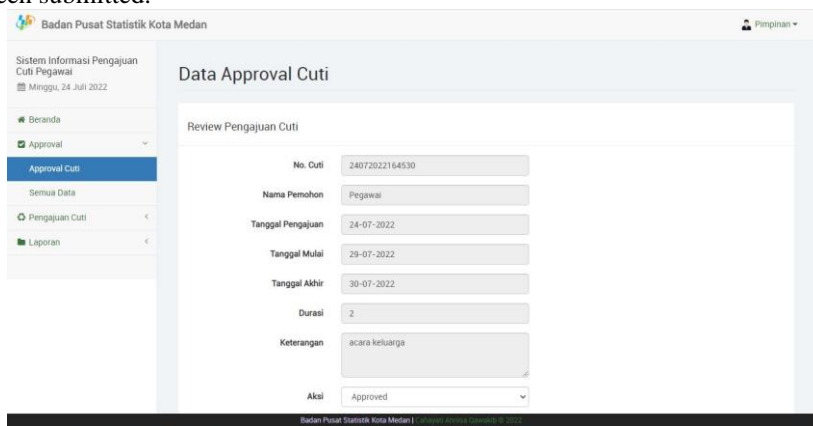 een submitted.
Badan Pusat Statistik Kota Medan
Pimpinan
Sistem Informasi Pengajuan
Cuti Pegawai
Minggu, 24 Juli 2022
Beranda
Approval
Approval Cuti
Semua Data
Pengajuan Cuti
Laporan
Data Approval Cuti
Review Pengajuan Cuti
No. Cuti 24072022164530
Nama Pemohon Pegawai
Tanggal Pengajuan 24-07-2022
Tanggal Mulai 29-07-2022
Tanggal Akhir 30-07-2022
Durasi 2
Keterangan acara keluarga
Aksi Approved
Badan Pusat Statistik Kota Medan | © 2022